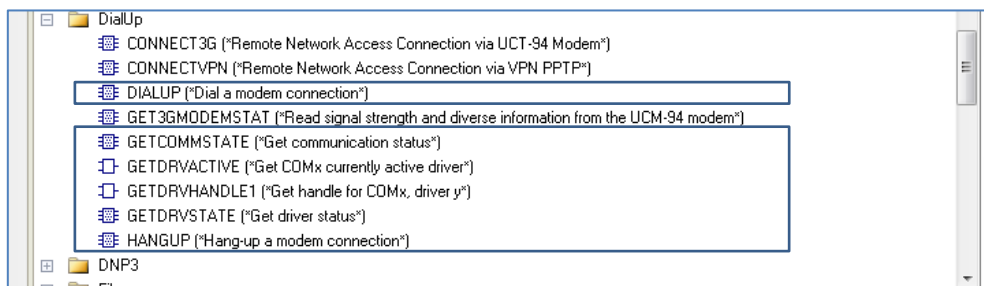 DialUp
CONNECT3G (*Remote Network Access Connection via UCT-94 Modem*)
CONNECTVPN (*Remote Network Access Connection via VPN PPTP*)
DIALUP (*Dial a modem connection*)
GET3GMODEMSTAT (*Read signal strength and diverse information from the UCM-94 modem*)
GETCOMMSTATE (*Get communication status*)
GETDRVACTIVE (*Get COMx currently active driver*)
GETDRVHANDLE1 (*Get handle for COMx, driver y*)
GETDRVSTATE (*Get driver status*)
HANGUP (*Hang-up a modem connection*)
DNP3